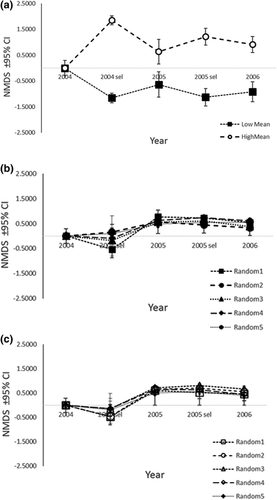 (a)
2.5000
1.5000
0.5000
-0.5000
-1.5000
-2.5000
NMDS ±95% CI
2004
2004 sel
2005
2005 sel
2006
Year
Low Mean
HighMean
(b)
2.5000
1.5000
0.5000
-0.5000
-1.5000
-2.5000
NMDS ±95% CI
2004
2004 sel
2005
2005 sel
2006
Year
Random1
Random2
Random3
Random4
Random5
(c)
2.5000
1.5000
0.5000
-0.5000
-1.5000
-2.5000
NMDS ±95% CI
2004
2004 sel
2005
2005 sel
2006
Year
Random1
Random2
Random3
Random4
Random5